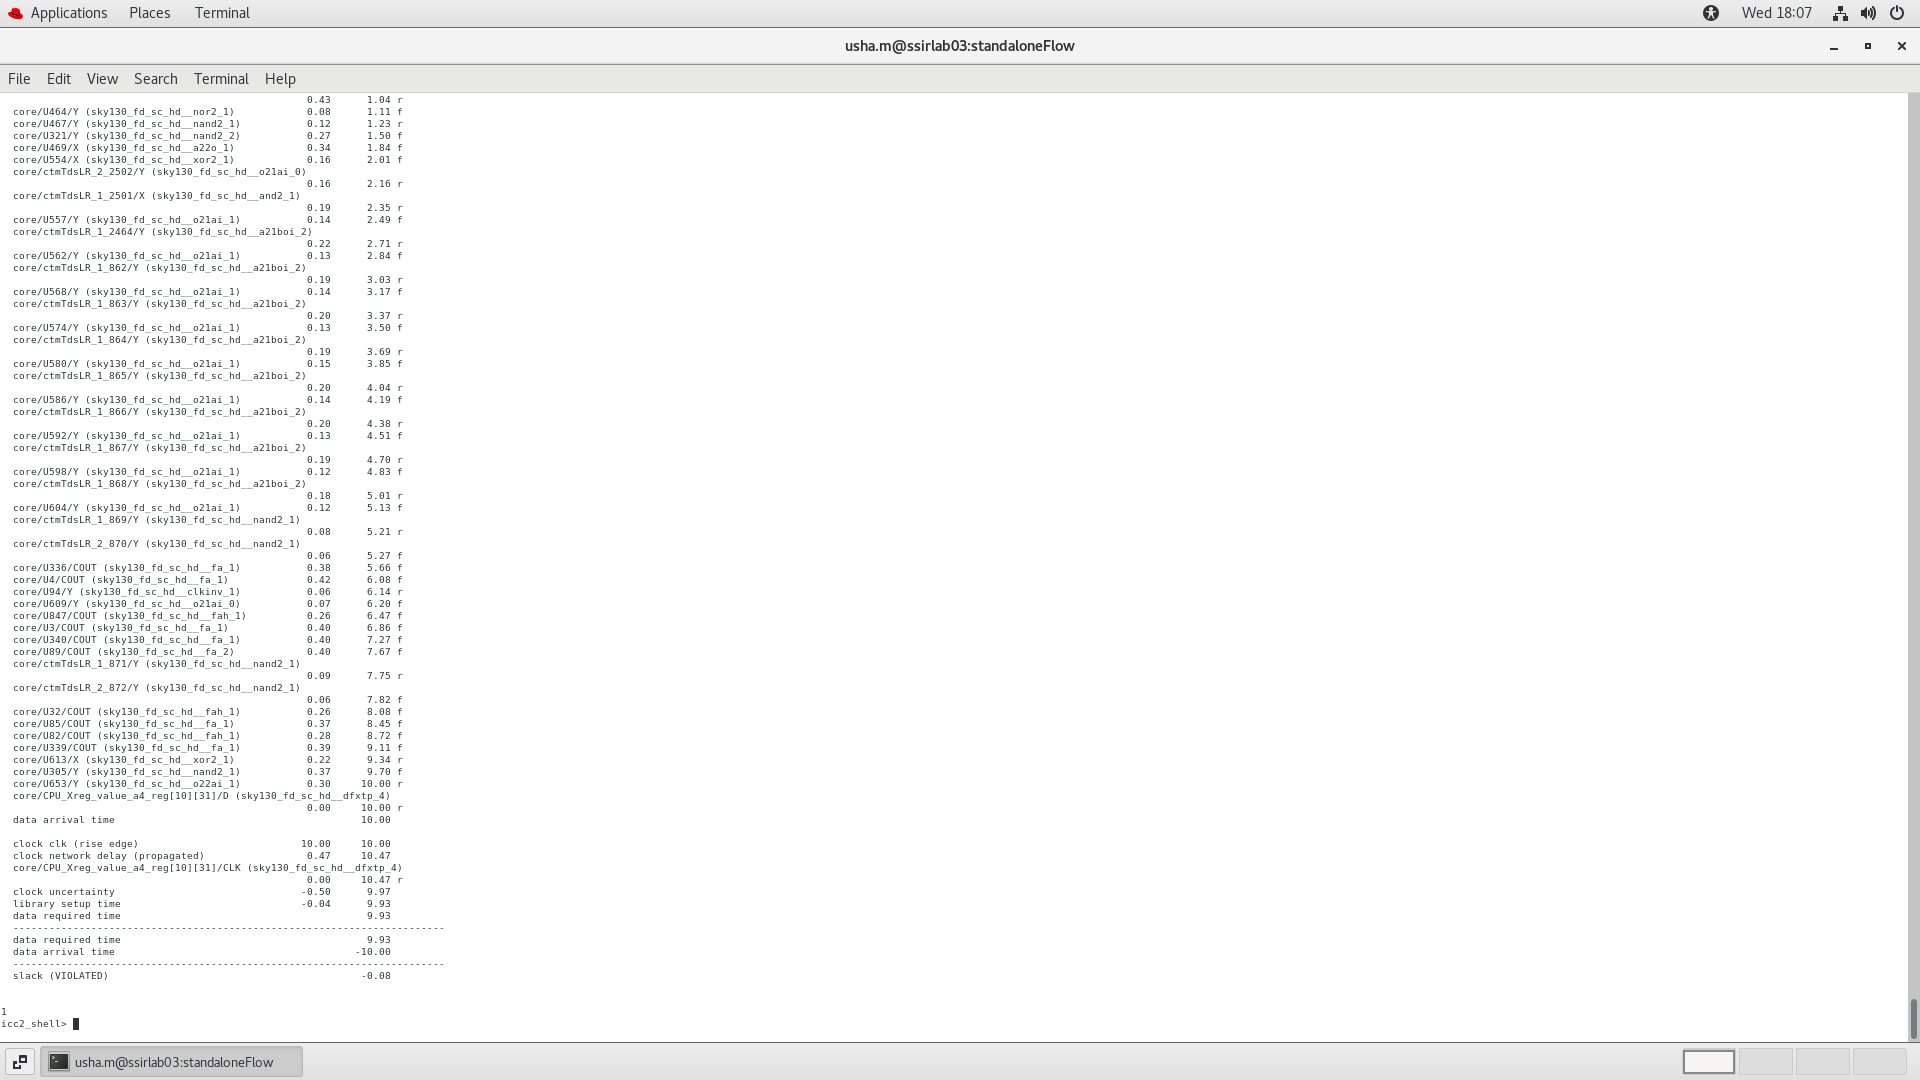 Applications Places Terminal Wed 18:07
usha.m@ssirlab03:standaloneFlow
File Edit View Search Terminal Help
0.43 1.04 r
core/U464/Y (sky130_fd_sc_hd__nor2_1) 0.08 1.11 f
core/U467/Y (sky130_fd_sc_hd__nand2_1) 0.12 1.23 r
core/U321/Y (sky130_fd_sc_hd__nand2_2) 0.27 1.50 f
core/U469/X (sky130_fd_sc_hd__a22o_1) 0.34 1.84 f
core/U554/X (sky130_fd_sc_hd__xor2_1) 0.16 2.01 f
core/ctmTdsLR_2_2502/Y (sky130_fd_sc_hd__o21ai_0)
0.16 2.16 r
core/ctmTdsLR_1_2501/X (sky130_fd_sc_hd__and2_1)
0.19 2.35 r
core/U557/Y (sky130_fd_sc_hd__o21ai_1) 0.14 2.49 f
core/ctmTdsLR_1_2464/Y (sky130_fd_sc_hd__a21boi_2)
0.22 2.71 r
core/U562/Y (sky130_fd_sc_hd__o21ai_1) 0.13 2.84 f
core/ctmTdsLR_1_862/Y (sky130_fd_sc_hd__a21boi_2)
0.19 3.03 r
core/U568/Y (sky130_fd_sc_hd__o21ai_1) 0.14 3.17 f
core/ctmTdsLR_1_863/Y (sky130_fd_sc_hd__a21boi_2)
0.20 3.37 r
core/U574/Y (sky130_fd_sc_hd__o21ai_1) 0.13 3.50 f
core/ctmTdsLR_1_864/Y (sky130_fd_sc_hd__a21boi_2)
0.19 3.69 r
core/U580/Y (sky130_fd_sc_hd__o21ai_1) 0.15 3.85 f
core/ctmTdsLR_1_865/Y (sky130_fd_sc_hd__a21boi_2)
0.20 4.04 r
core/U586/Y (sky130_fd_sc_hd__o21ai_1) 0.14 4.19 f
core/ctmTdsLR_1_866/Y (sky130_fd_sc_hd__a21boi_2)
0.20 4.38 r
core/U592/Y (sky130_fd_sc_hd__o21ai_1) 0.13 4.51 f
core/ctmTdsLR_1_867/Y (sky130_fd_sc_hd__a21boi_2)
0.19 4.70 r
core/U598/Y (sky130_fd_sc_hd__o21ai_1) 0.12 4.83 f
core/ctmTdsLR_1_868/Y (sky130_fd_sc_hd__a21boi_2)
0.18 5.01 r
core/U604/Y (sky130_fd_sc_hd__o21ai_1) 0.12 5.13 f
core/ctmTdsLR_1_869/Y (sky130_fd_sc_hd__nand2_1)
0.08 5.21 r
core/ctmTdsLR_2_870/Y (sky130_fd_sc_hd__nand2_1)
0.06 5.27 f
core/U336/COUT (sky130_fd_sc_hd__fa_1) 0.38 5.66 f
core/U4/COUT (sky130_fd_sc_hd__fa_1) 0.42 6.08 f
core/U94/Y (sky130_fd_sc_hd__clkinv_1) 0.06 6.14 r
core/U609/Y (sky130_fd_sc_hd__o21ai_0) 0.07 6.20 f
core/U847/COUT (sky130_fd_sc_hd__fah_1) 0.26 6.47 f
core/U3/COUT (sky130_fd_sc_hd__fa_1) 0.40 6.86 f
core/U340/COUT (sky130_fd_sc_hd__fa_1) 0.40 7.27 f
core/U89/COUT (sky130_fd_sc_hd__fa_2) 0.40 7.67 f
core/ctmTdsLR_1_871/Y (sky130_fd_sc_hd__nand2_1)
0.09 7.75 r
core/ctmTdsLR_2_872/Y (sky130_fd_sc_hd__nand2_1)
0.06 7.82 f
core/U32/COUT (sky130_fd_sc_hd__fah_1) 0.26 8.08 f
core/U85/COUT (sky130_fd_sc_hd__fa_1) 0.37 8.45 f
core/U82/COUT (sky130_fd_sc_hd__fah_1) 0.28 8.72 f
core/U339/COUT (sky130_fd_sc_hd__fa_1) 0.39 9.11 f
core/U613/X (sky130_fd_sc_hd__xor2_1) 0.22 9.34 r
core/U305/Y (sky130_fd_sc_hd__nand2_1) 0.37 9.70 f
core/U653/Y (sky130_fd_sc_hd__o22ai_1) 0.30 10.00 r
core/CPU_Xreg_value_a4_reg[10][31]/D (sky130_fd_sc_hd__dfxtp_4)
0.00 10.00 r
data arrival time 10.00
clock clk (rise edge) 10.00 10.00
clock network delay (propagated) 0.47 10.47
core/CPU_Xreg_value_a4_reg[10][31]/CLK (sky130_fd_sc_hd__dfxtp_4)
0.00 10.47 r
clock uncertainty -0.50 9.97
library setup time -0.04 9.93
data required time 9.93
------------------------------------------------------------------------
data required time 9.93
data arrival time -10.00
------------------------------------------------------------------------
slack (VIOLATED) -0.08
1
icc2_shell>
usha.m@ssirlab03:standaloneFlow